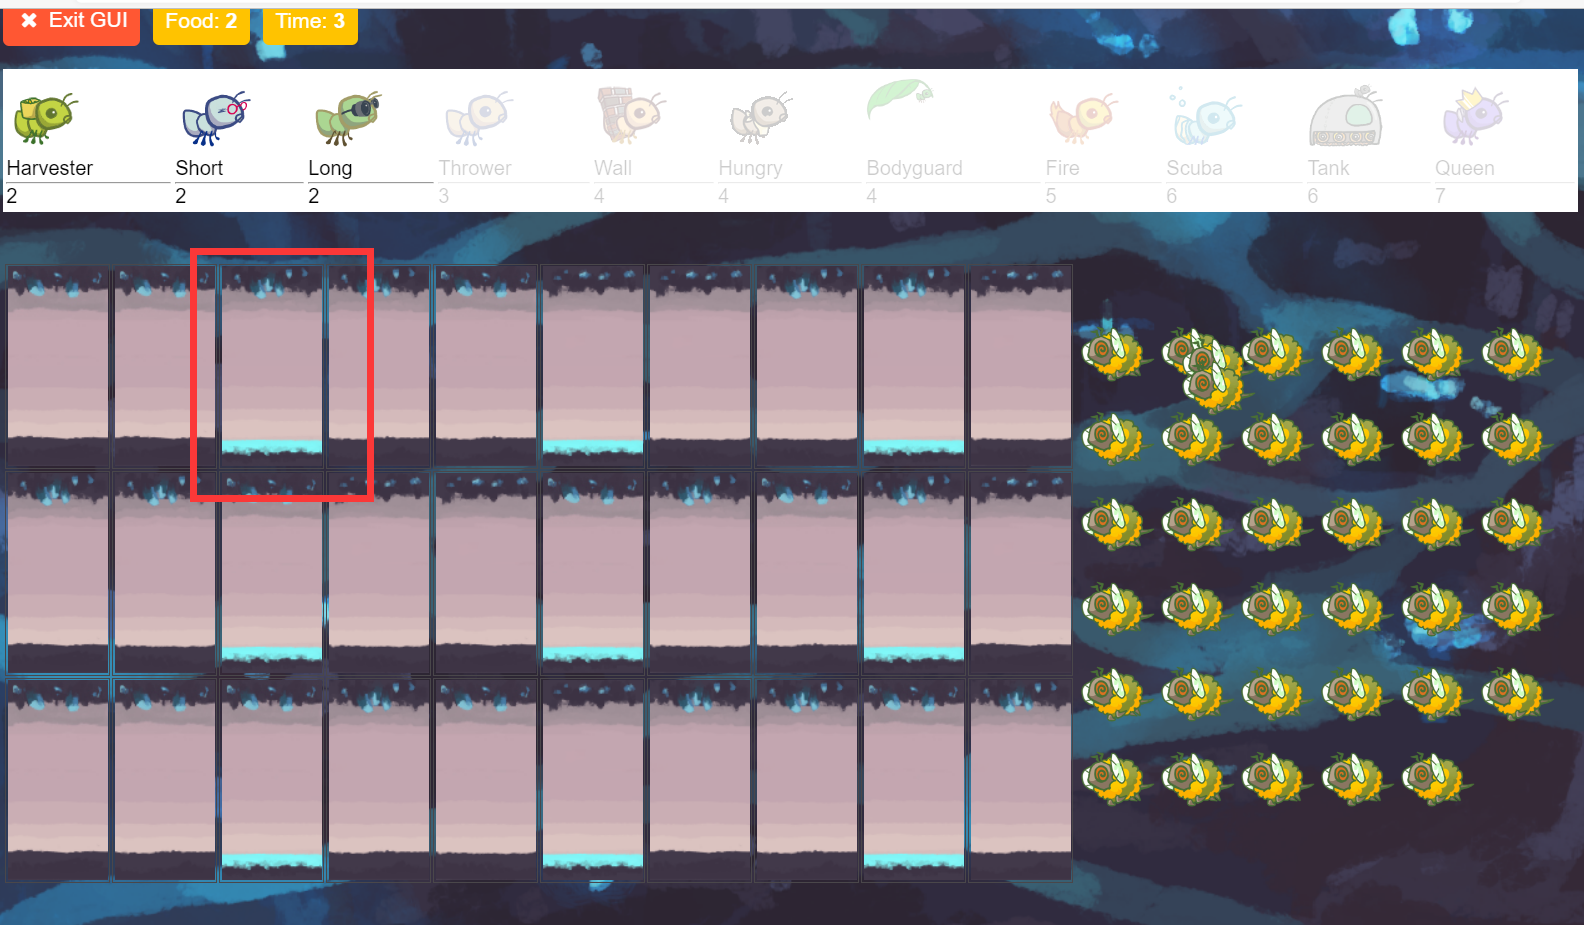 ✖ Exit GUI Food: 2 Time: 3
Harvester Short Long Thrower Wall Hungry Bodyguard Fire Scuba Tank Queen
2 2 2 3 4 4 4 5 6 6 7